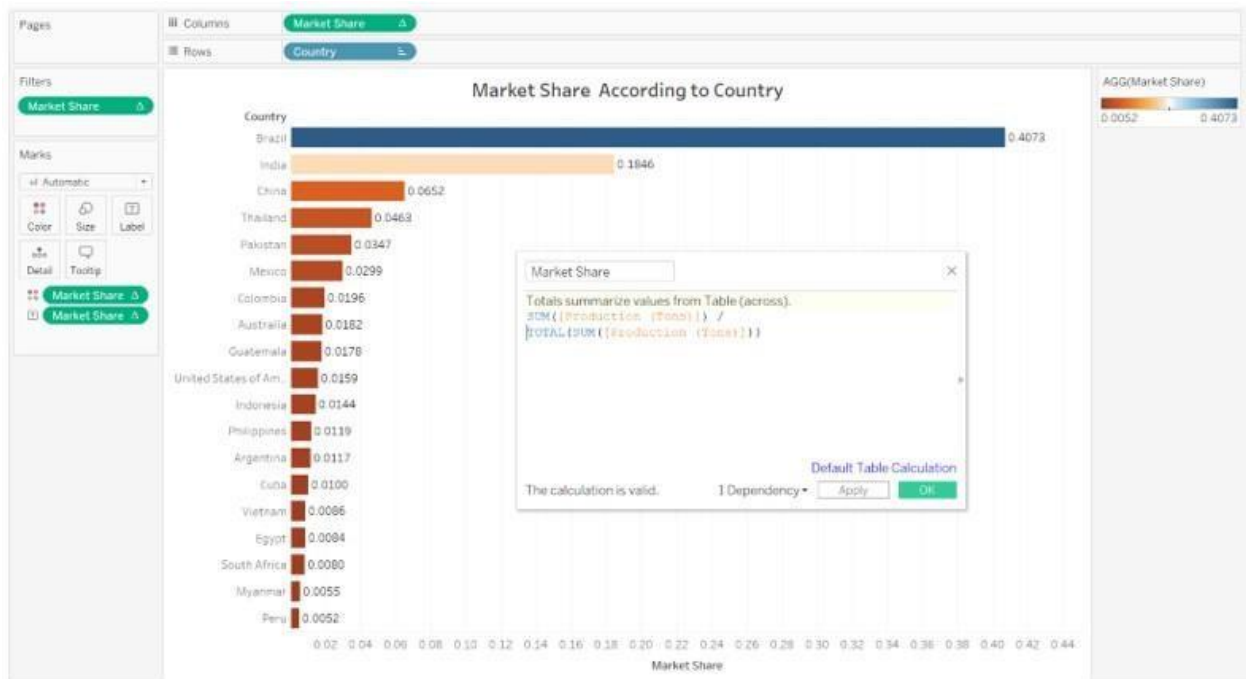 Pages
Columns
Market Share
Rows
Country
Filters
Market Share
Marks
Automatic
Color
Size
Label
Detail
Tooltip
Market Share
Market Share
Market Share According to Country
Country
Brazil 0.4073
India 0.1846
China 0.0652
Thailand 0.0463
Pakistan 0.0347
Mexico 0.0299
Colombia 0.0196
Australia 0.0182
Guatemala 0.0178
United States of Am.. 0.0159
Indonesia 0.0144
Philippines 0.0119
Argentina 0.0117
Cuba 0.0100
Vietnam 0.0086
Egypt 0.0084
South Africa 0.0080
Myanmar 0.0055
Peru 0.0052
0.02 0.04 0.06 0.08 0.10 0.12 0.14 0.16 0.18 0.20 0.22 0.24 0.26 0.28 0.30 0.32 0.34 0.36 0.38 0.40 0.42 0.44
Market Share
Market Share
Totals summarize values from Table (across).
SUM([Production (Tons)]) /
TOTAL(SUM([Production (Tons)]))
Default Table Calculation
The calculation is valid.
1 Dependency
Apply
OK
AGG(Market Share)
0.0052 0.4073